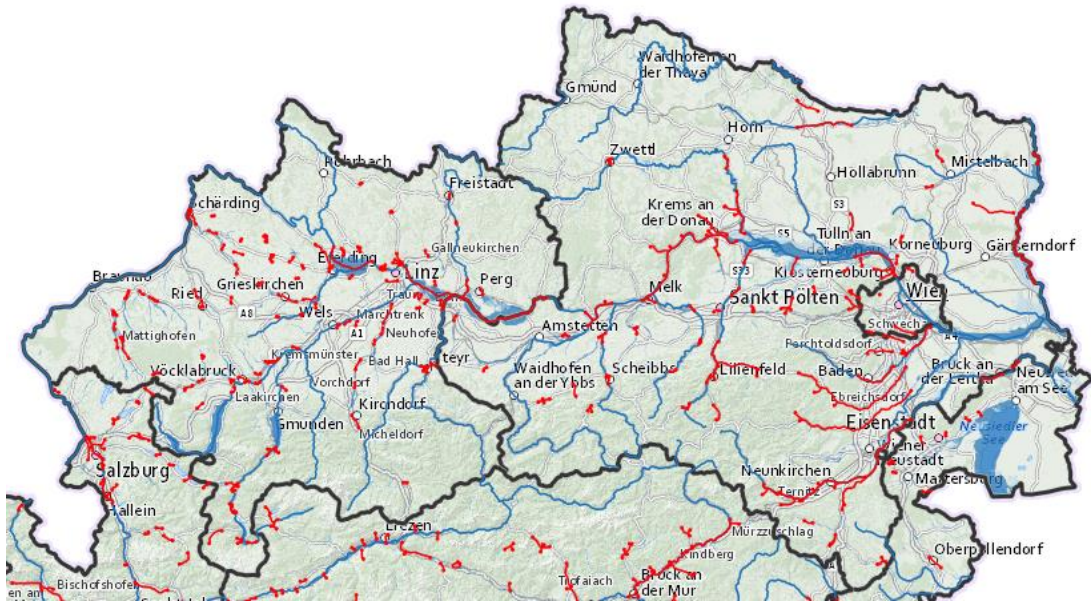 Waidhofen an
der Thaya
Gmünd
Horn
Zwettl
Mistelbach
Hollabrunn
Rohrbach
Freistadt
Schärding
Krems an
der Donau
S3
S5
Tulln an
der Donau
Korneuburg
Gänserndorf
Gallneukirchen
Eferding
Linz
Klosterneuburg
S33
Braunau
Grieskirchen
Perg
Melk
Sankt Pölten
Wien
Ried
Traun
A8
Marchtrenk
Wels
Schwechat
A4
Mattighofen
A1
Neuhofen
Amstetten
Perchtoldsdorf
Kremsmünster
Bad Hall
Steyr
Waidhofen
an der Ybbs
Scheibbs
Lilienfeld
Baden
Bruck an
der Leitha
Neusiedl
am See
Vöcklabruck
Vorchdorf
Laakirchen
Ebreichsdorf
Kirchdorf
Gmunden
Eisenstadt
Neusiedler
See
Micheldorf
Wiener
Neustadt
Salzburg
Neunkirchen
Mattersburg
Ternitz
Hallein
Liezen
Mürzzuschlag
Oberpullendorf
Kindberg
Bischofshofen
Trofaiach
Bruck an
der Mur